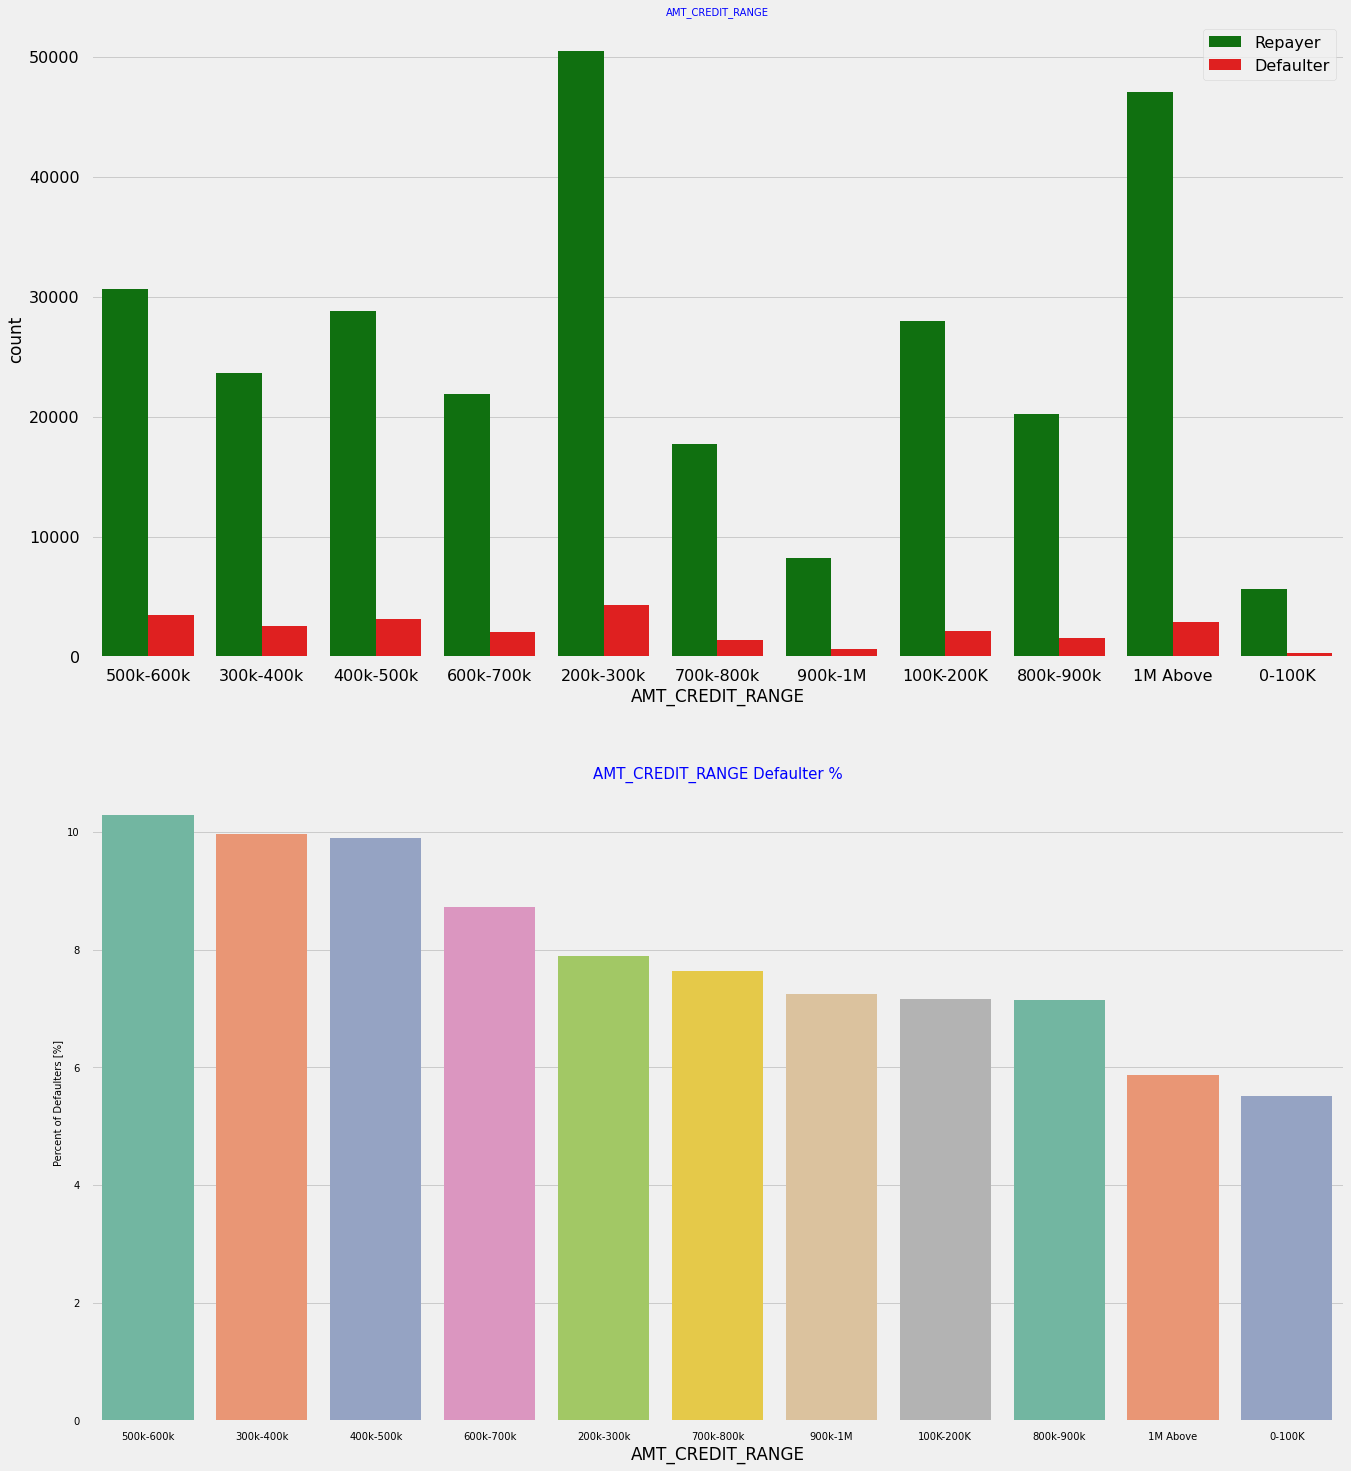 AMT_CREDIT_RANGE
Repayer
Defaulter
50000
40000
30000
20000
10000
0
count
500k-600k 300k-400k 400k-500k 600k-700k 200k-300k 700k-800k 900k-1M 100K-200K 800k-900k 1M Above 0-100K
AMT_CREDIT_RANGE
AMT_CREDIT_RANGE Defaulter %
10
8
6
4
2
0
Percent of Defaulters [%]
500k-600k 300k-400k 400k-500k 600k-700k 200k-300k 700k-800k 900k-1M 100K-200K 800k-900k 1M Above 0-100K
AMT_CREDIT_RANGE